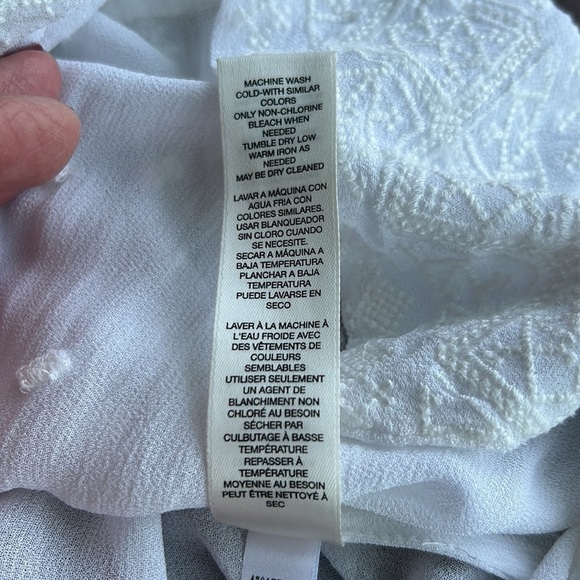 MACHINE WASH
COLD-WITH SIMILAR
COLORS
ONLY NON-CHLORINE
BLEACH WHEN
NEEDED
TUMBLE DRY LOW
WARM IRON AS
NEEDED
MAY BE DRY CLEANED
LAVAR A MÁQUINA CON
AGUA FRIA CON
COLORES SIMILARES.
USAR BLANQUEADOR
SIN CLORO CUANDO
SE NECESITE.
SECAR A MÁQUINA A
BAJA TEMPERATURA
PLANCHAR A BAJA
TEMPERATURA
PUEDE LAVARSE EN
SECO
LAVER À LA MACHINE À
L'EAU FROIDE AVEC
DES VÊTEMENTS DE
COULEURS
SEMBLABLES
UTILISER SEULEMENT
UN AGENT DE
BLANCHIMENT NON
CHLORÉ AU BESOIN
SÉCHER PAR
CULBUTAGE À BASSE
TEMPÉRATURE
REPASSER À
TEMPÉRATURE
MOYENNE AU BESOIN
PEUT ÊTRE NETTOYÉ À
SEC